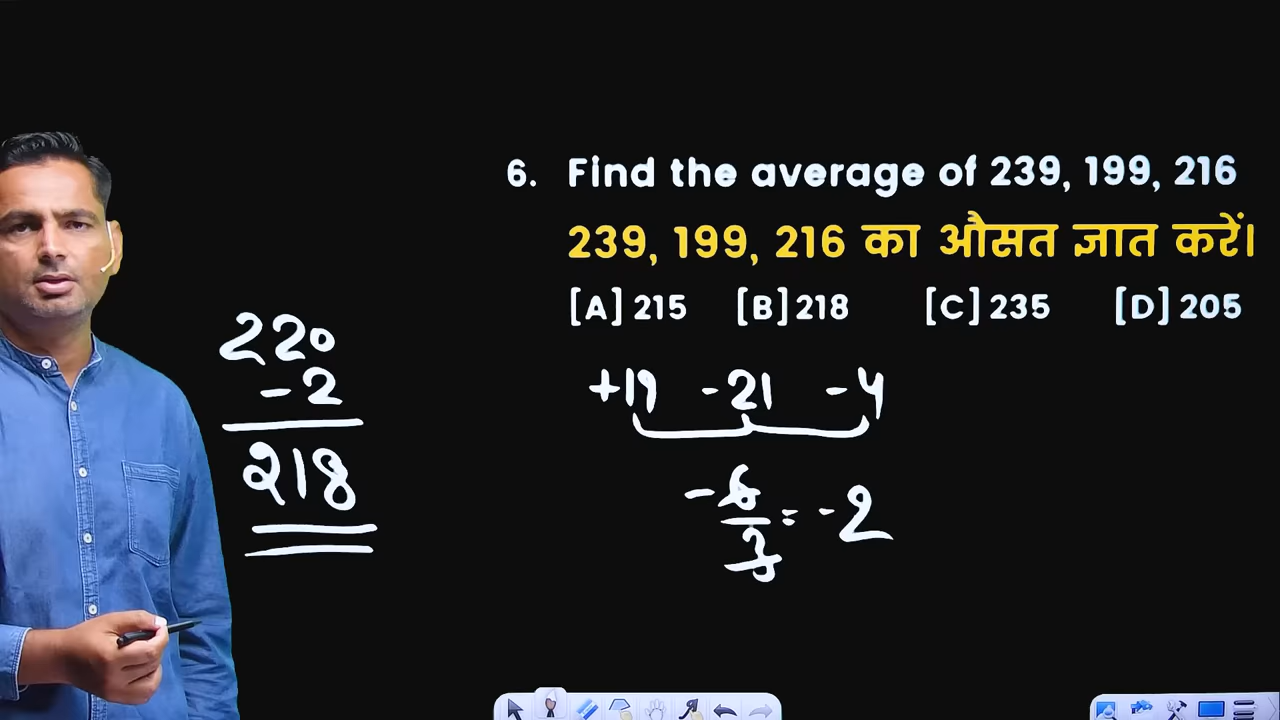 6. Find the average of 239, 199, 216
239, 199, 216 का औसत ज्ञात करें।
[A] 215 [B] 218 [C] 235 [D] 205
220
-2
218
+19 -21 -4
-6
3
= -2